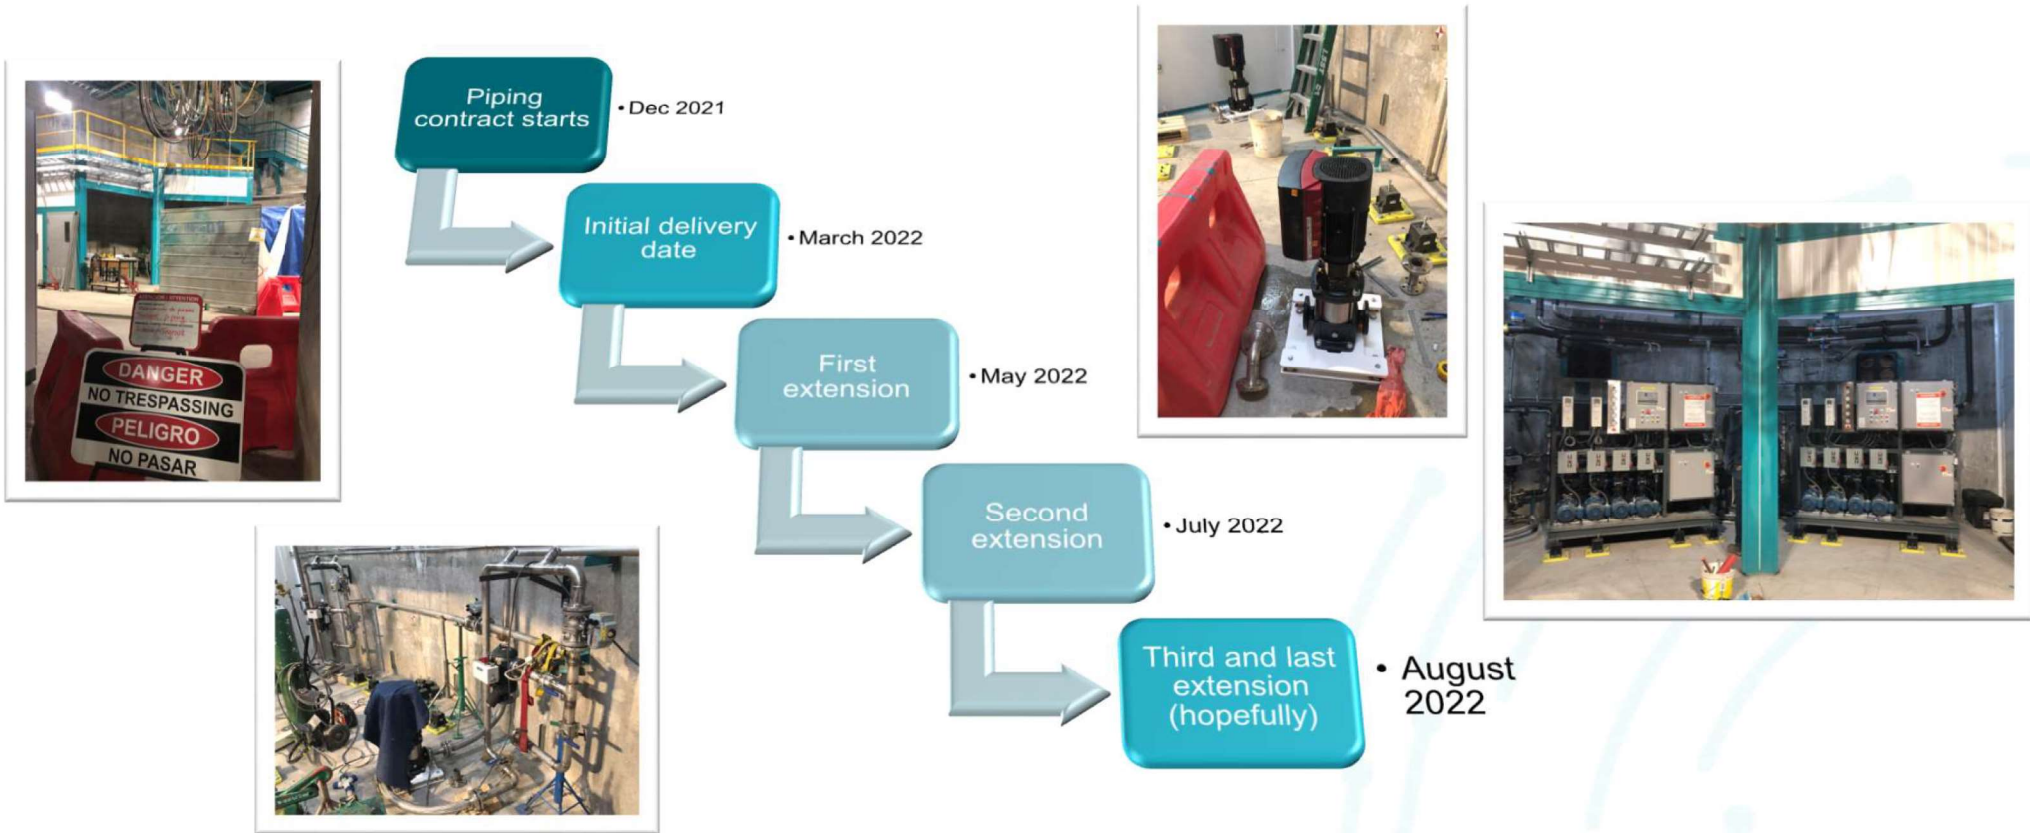 Piping
contract starts
• Dec 2021
Initial delivery
date
• March 2022
First
extension
• May 2022
Second
extension
• July 2022
Third and last
extension
(hopefully)
• August
2022
DANGER
NO TRESPASSING
PELIGRO
NO PASAR